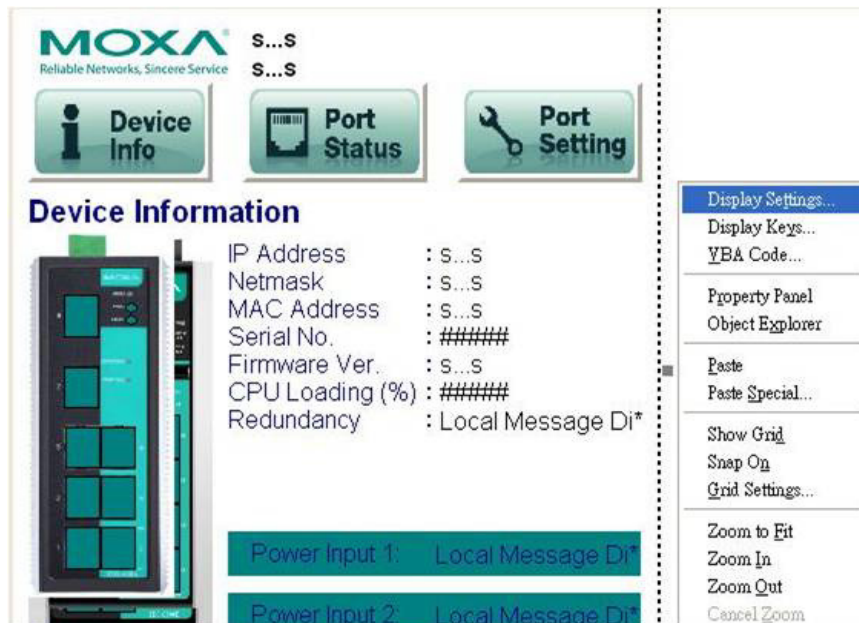 MOXA
Reliable Networks, Sincere Service
s...s
s...s
Device Info
Port Status
Port Setting
Device Information
IP Address : s...s
Netmask : s...s
MAC Address : s...s
Serial No. : #####
Firmware Ver. : s...s
CPU Loading (%) : #####
Redundancy : Local Message Di*
Power Input 1: Local Message Di*
Power Input 2: Local Message Di*
Display Settings...
Display Keys...
VBA Code...
Property Panel
Object Explorer
Paste
Paste Special...
Show Grid
Snap On
Grid Settings...
Zoom to Fit
Zoom In
Zoom Out
Cancel Zoom